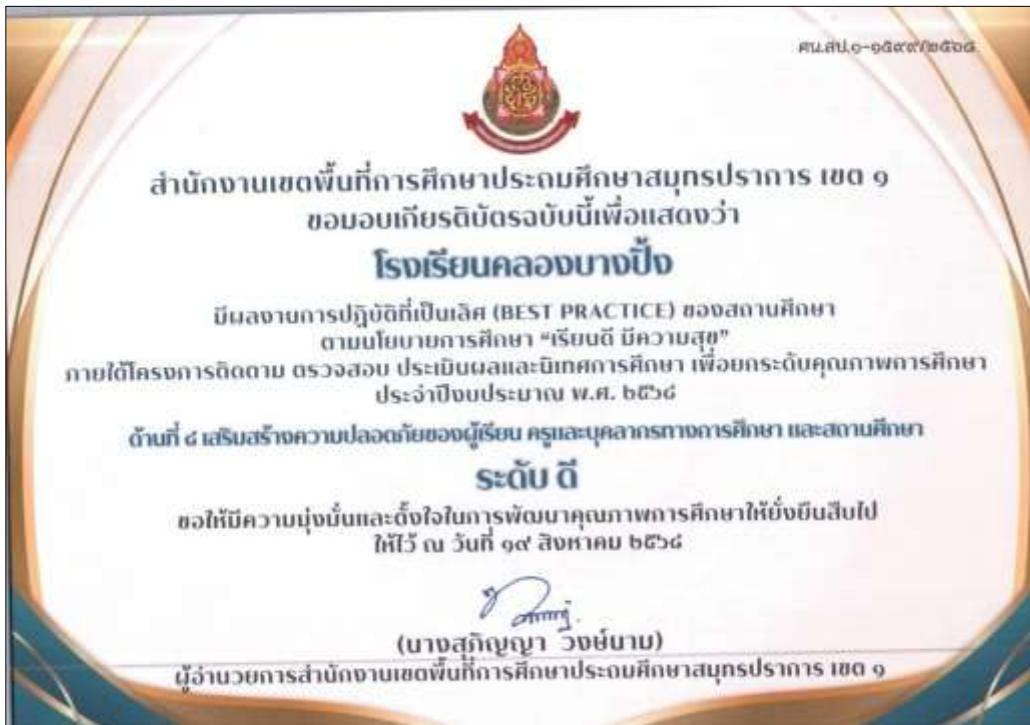 ศน.สป.๑-๑๕๙๙/๒๕๖๘
สำนักงานเขตพื้นที่การศึกษาประถมศึกษาสมุทรปราการ เขต ๑
ขอมอบเกียรติบัตรฉบับนี้เพื่อแสดงว่า
โรงเรียนคลองบางปิ้ง
มีผลงานการปฏิบัติที่เป็นเลิศ (BEST PRACTICE) ของสถานศึกษา
ตามนโยบายการศึกษา “เรียนดี มีความสุข”
ภายใต้โครงการติดตาม ตรวจสอบ ประเมินผลและนิเทศการศึกษา เพื่อยกระดับคุณภาพการศึกษา
ประจำปีงบประมาณ พ.ศ. ๒๕๖๘
ด้านที่ ๘ เสริมสร้างความปลอดภัยของผู้เรียน ครูและบุคลากรทางการศึกษา และสถานศึกษา
ระดับ ดี
ขอให้มีความมุ่งมั่นและตั้งใจในการพัฒนาคุณภาพการศึกษาให้ยั่งยืนสืบไป
ให้ไว้ ณ วันที่ ๑๙ สิงหาคม ๒๕๖๘
(นางสุภิญญา วงษ์นาม)
ผู้อำนวยการสำนักงานเขตพื้นที่การศึกษาประถมศึกษาสมุทรปราการ เขต ๑